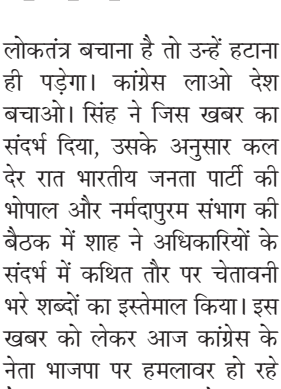 लोकतंत्र बचाना है तो उन्हें हटाना
ही पड़ेगा। कांग्रेस लाओ देश
बचाओ। सिंह ने जिस खबर का
संदर्भ दिया, उसके अनुसार कल
देर रात भारतीय जनता पार्टी की
भोपाल और नर्मदापुरम संभाग की
बैठक में शाह ने अधिकारियों के
संदर्भ में कथित तौर पर चेतावनी
भरे शब्दों का इस्तेमाल किया। इस
खबर को लेकर आज कांग्रेस के
नेता भाजपा पर हमलावर हो रहे